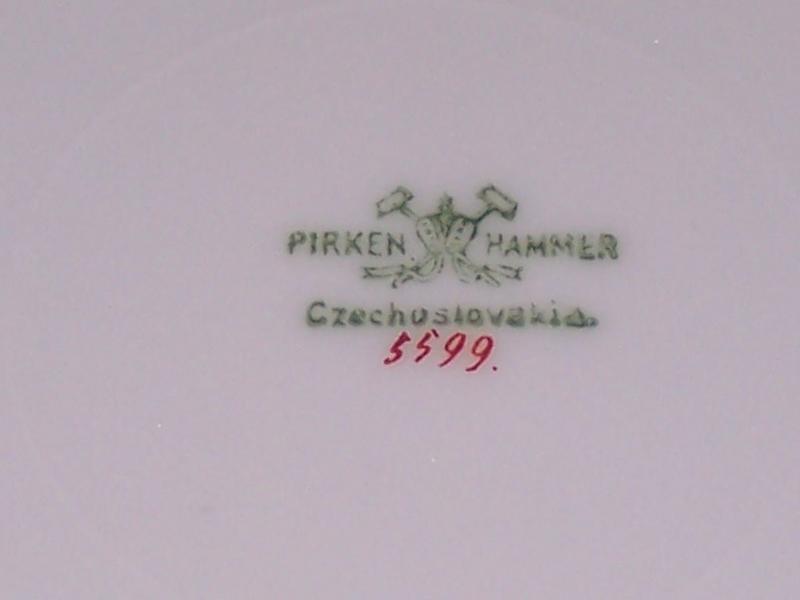 PIRKEN HAMMER
Czechoslovakia.
5599.